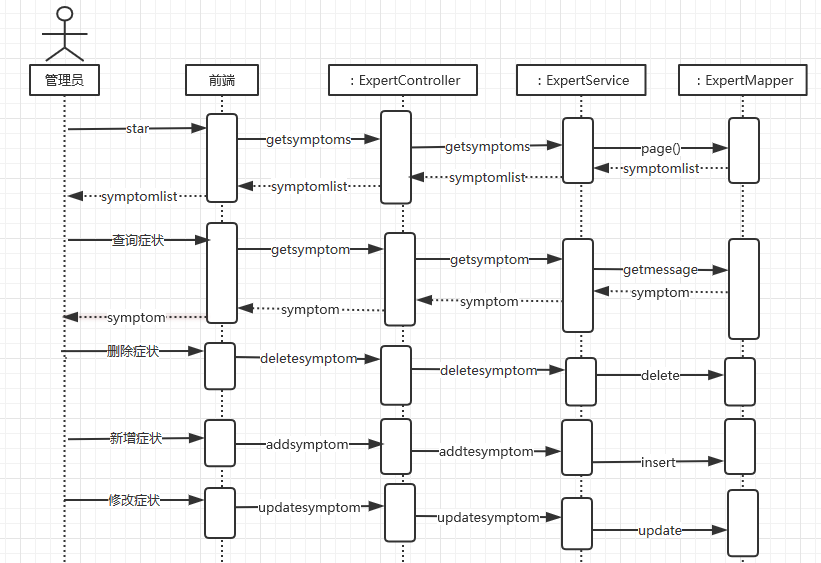 管理员
前端
: ExpertController
: ExpertService
: ExpertMapper
star
getsymptoms
getsymptoms
page()
symptomlist
symptomlist
symptomlist
symptomlist
查询症状
getsymptom
getsymptom
getmessage
symptom
symptom
symptom
symptom
删除症状
deletesymptom
deletesymptom
delete
新增症状
addsymptom
addtesymptom
insert
修改症状
updatesymptom
updatesymptom
update